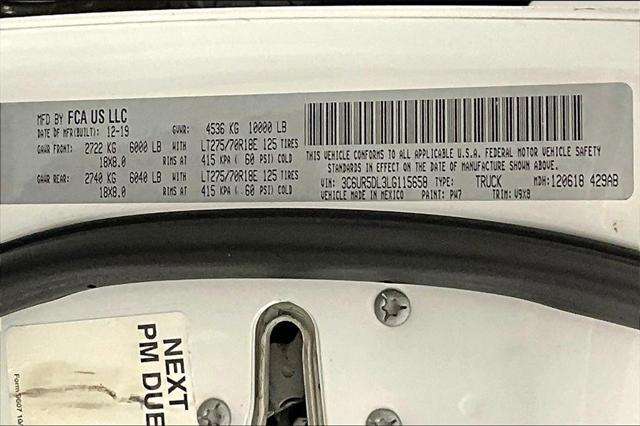 MFD BY FCA US LLC
DATE OF MFR(BUILT): 12-19 GVWR: 4536 KG 10000 LB
GAWR FRONT: 2722 KG 6000 LB WITH LT275/70R18E 125 TIRES
18X8.0 RIMS AT 415 KPA ( 60 PSI) COLD
GAWR REAR: 2740 KG 6040 LB WITH LT275/70R18E 125 TIRES
18X8.0 RIMS AT 415 KPA ( 60 PSI) COLD
THIS VEHICLE CONFORMS TO ALL APPLICABLE U.S.A. FEDERAL MOTOR VEHICLE SAFETY
STANDARDS IN EFFECT ON THE DATE OF MANUFACTURE SHOWN ABOVE.
VIN: 3C6UR5DL3LG115658 TYPE: TRUCK MDH: 120618 429AB
VEHICLE MADE IN MEXICO PAINT: PW7 TRIM: V9X8
NEXT
PM DUE
Form